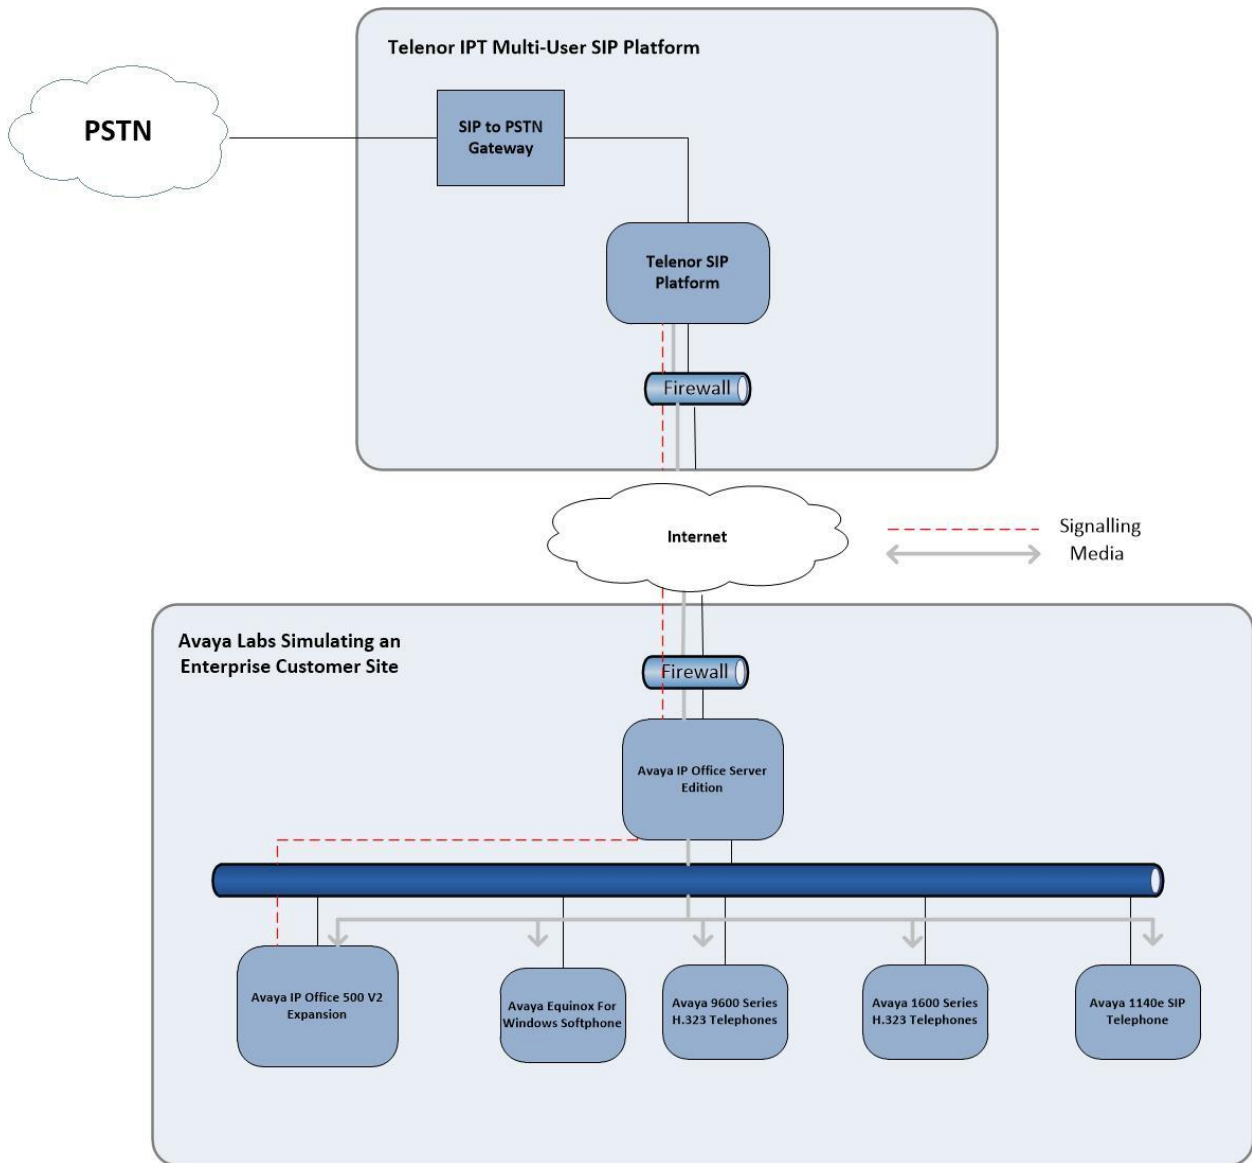 Telenor IPT Multi-User SIP Platform
PSTN
SIP to PSTN
Gateway
Telenor SIP
Platform
Firewall
Internet
Signalling
Media
Avaya Labs Simulating an
Enterprise Customer Site
Firewall
Avaya IP Office Server
Edition
Avaya IP Office 500 V2
Expansion
Avaya Equinox For
Windows Softphone
Avaya 9600 Series
H.323 Telephones
Avaya 1600 Series
H.323 Telephones
Avaya 1140e SIP
Telephone